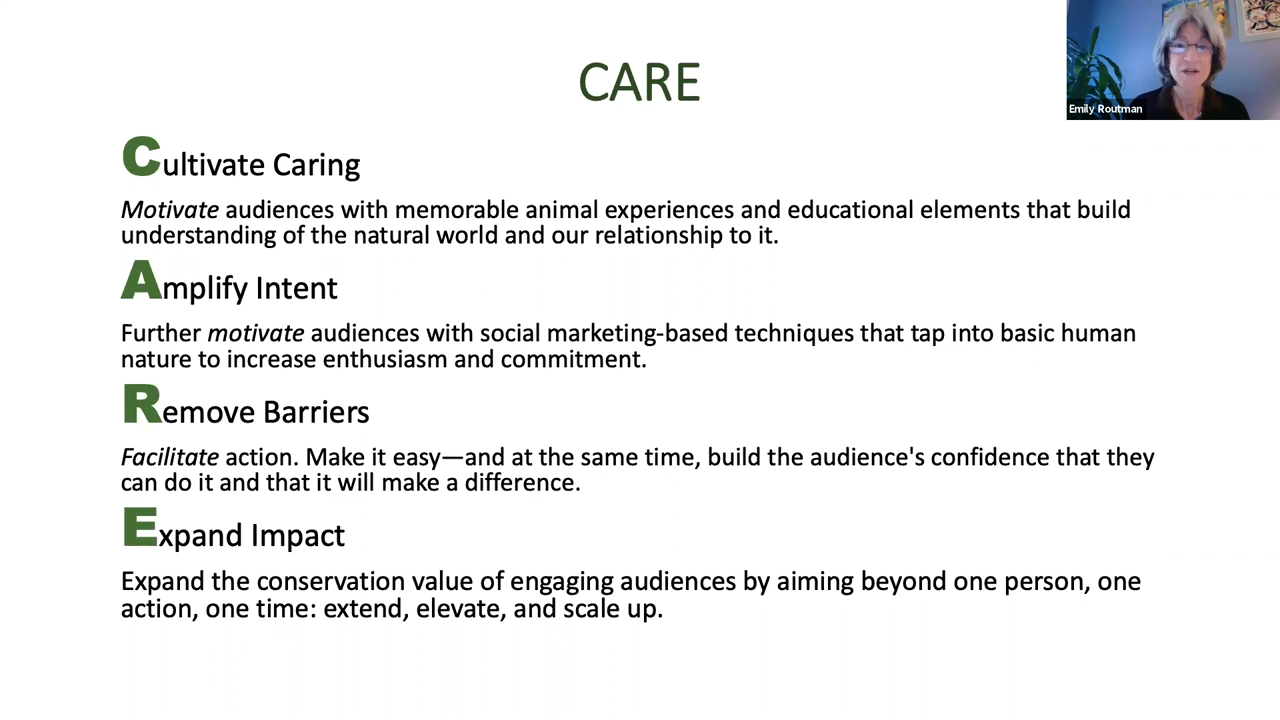 CARE
Emily Routman
Cultivate Caring
Motivate audiences with memorable animal experiences and educational elements that build
understanding of the natural world and our relationship to it.
Amplify Intent
Further motivate audiences with social marketing-based techniques that tap into basic human
nature to increase enthusiasm and commitment.
Remove Barriers
Facilitate action. Make it easy—and at the same time, build the audience's confidence that they
can do it and that it will make a difference.
Expand Impact
Expand the conservation value of engaging audiences by aiming beyond one person, one
action, one time: extend, elevate, and scale up.